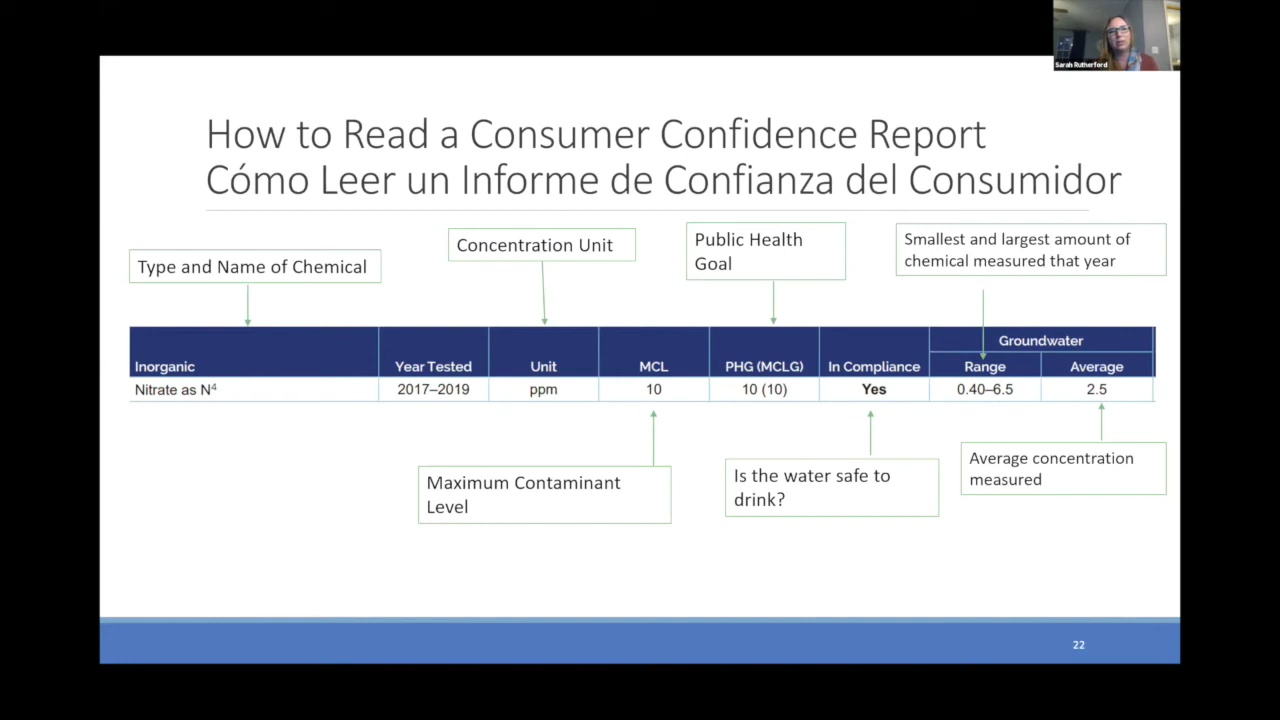 Sarah Rutherford
How to Read a Consumer Confidence Report
Cómo Leer un Informe de Confianza del Consumidor
Type and Name of Chemical
Concentration Unit
Public Health
Goal
Smallest and largest amount of
chemical measured that year
Groundwater
Inorganic Year Tested Unit MCL PHG (MCLG) In Compliance Range Average
Nitrate as N⁴ 2017–2019 ppm 10 10 (10) Yes 0.40–6.5 2.5
Maximum Contaminant
Level
Is the water safe to
drink?
Average concentration
measured
22